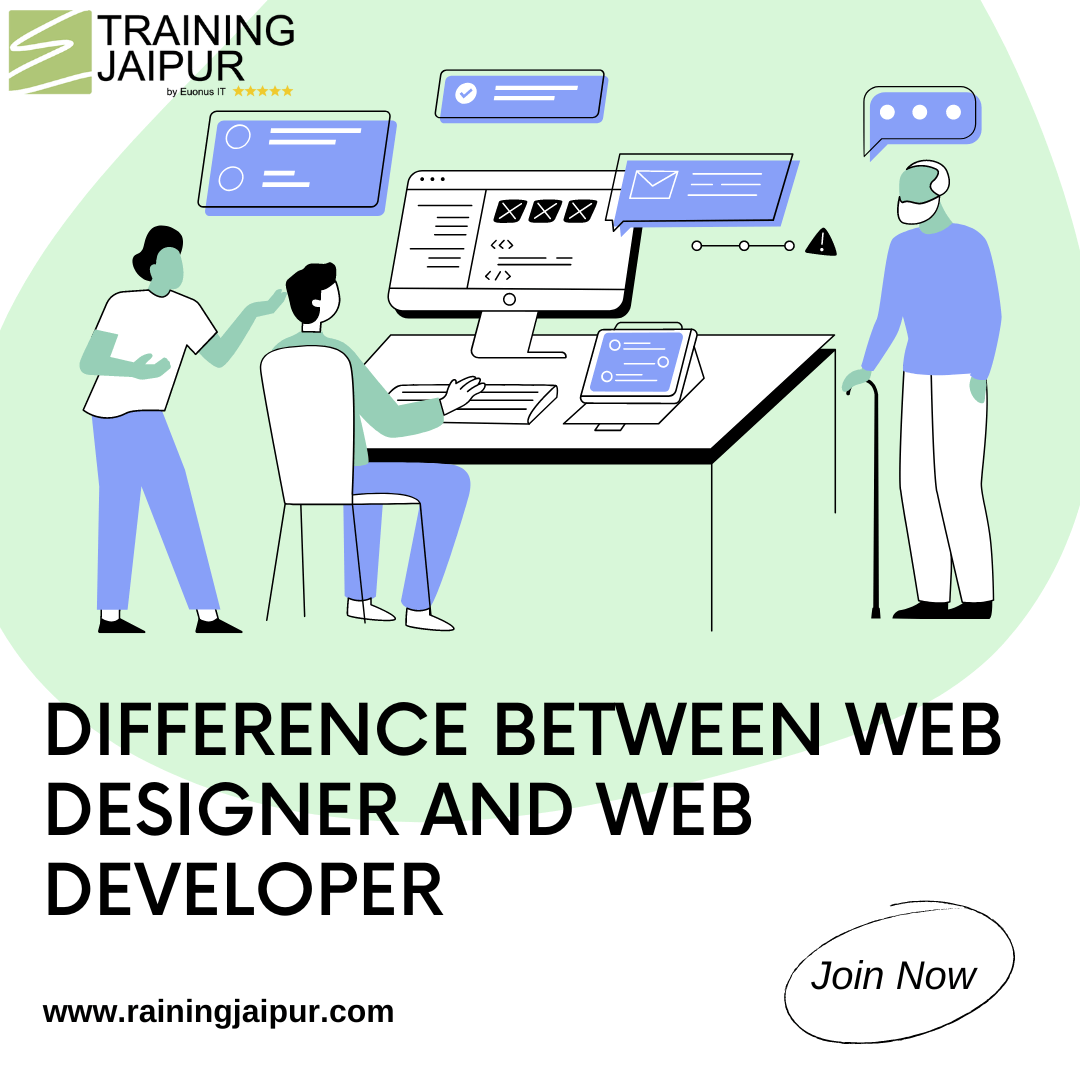 TRAINING
JAIPUR
by Euonus IT
DIFFERENCE BETWEEN WEB
DESIGNER AND WEB
DEVELOPER
Join Now
www.rainingjaipur.com